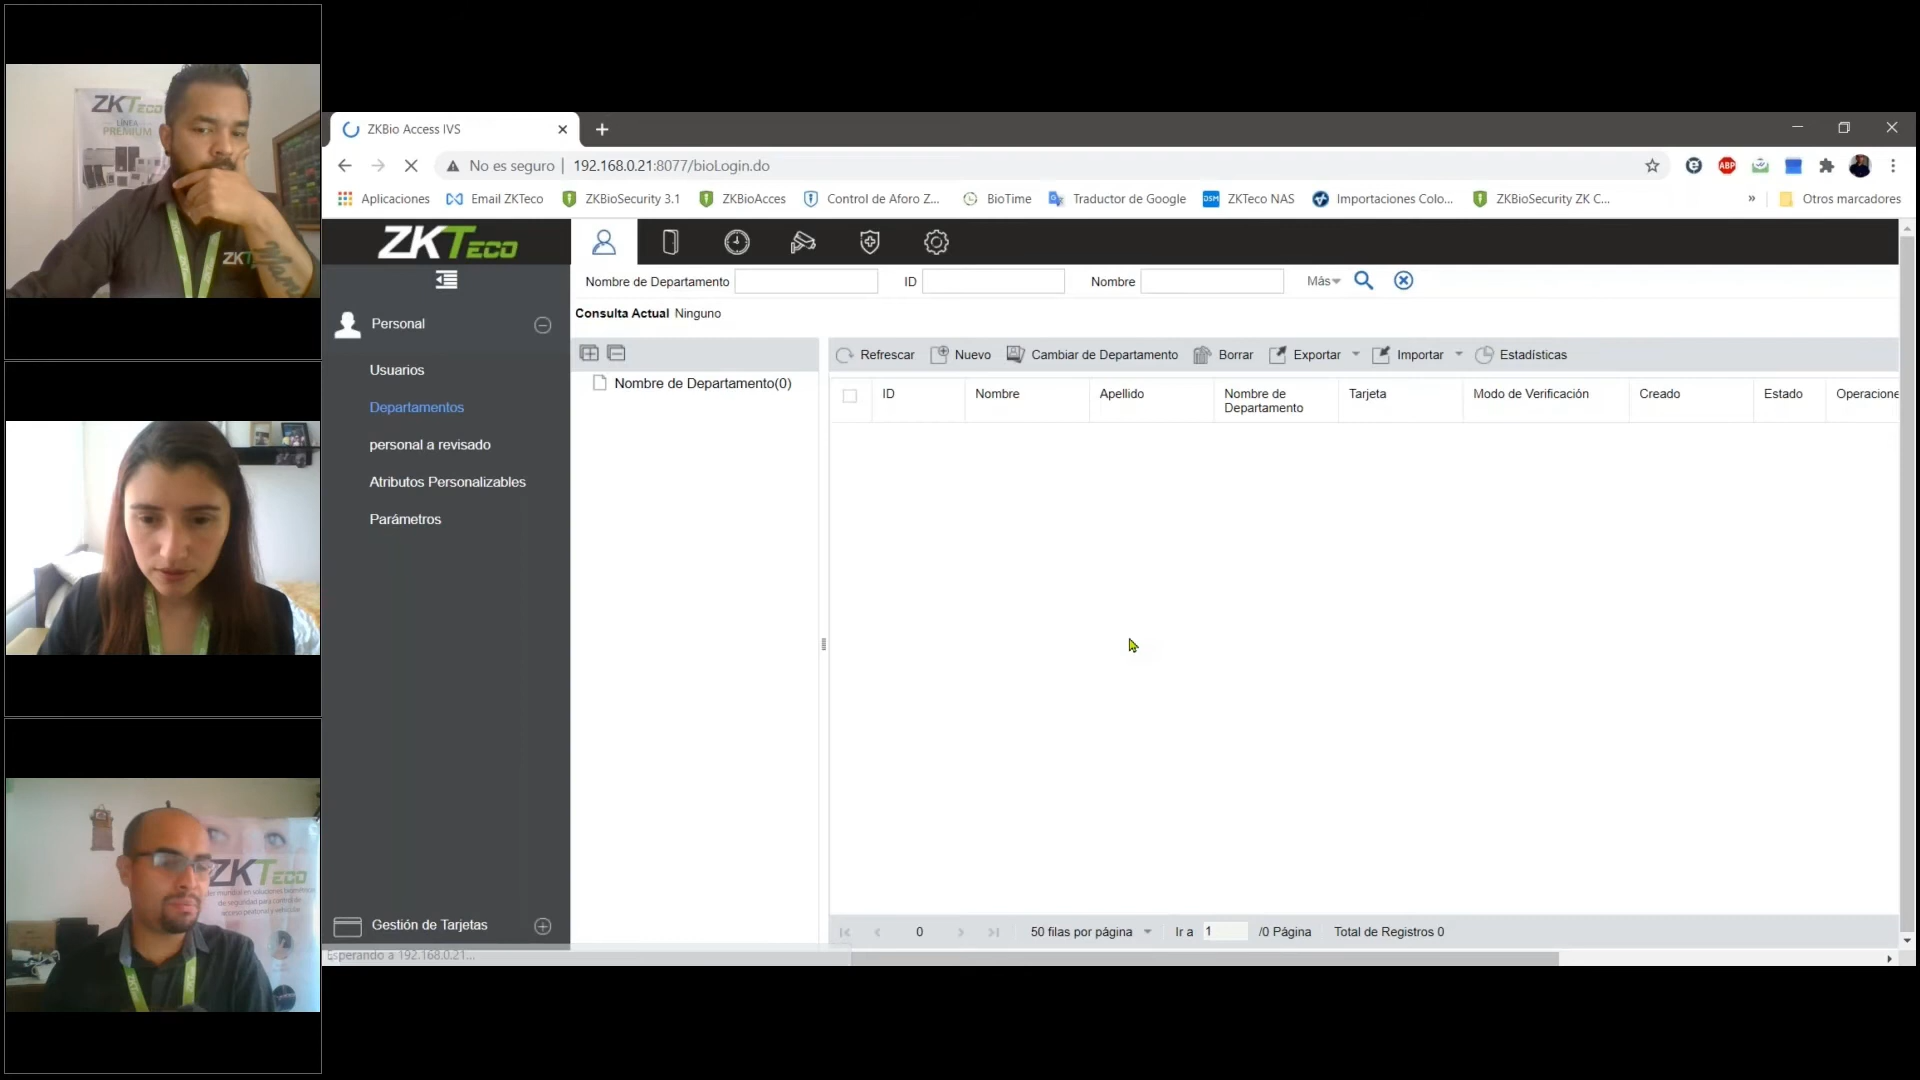 ZKTECO
LÍNEA
PREMIUM
ZKT
ZKTECO
ZKBio Access IVS
No es seguro | 192.168.0.21:8077/bioLogin.do
Aplicaciones
Email ZKTeco
ZKBioSecurity 3.1
ZKBioAcces
Control de Aforo Z...
BioTime
Traductor de Google
DSM
ZKTeco NAS
Importaciones Colo...
ZKBioSecurity ZK C...
»
Otros marcadores
ABP
ZKTECO
Nombre de Departamento
ID
Nombre
Más
Consulta Actual Ninguno
Personal
Usuarios
Departamentos
personal a revisado
Atributos Personalizables
Parámetros
Gestión de Tarjetas
Nombre de Departamento(0)
Refrescar
Nuevo
Cambiar de Departamento
Borrar
Exportar
Importar
Estadísticas
ID
Nombre
Apellido
Nombre de
Departamento
Tarjeta
Modo de Verificación
Creado
Estado
Operacione
0
50 filas por página
Ir a 1 /0 Página
Total de Registros 0
Esperando a 192.168.0.21...